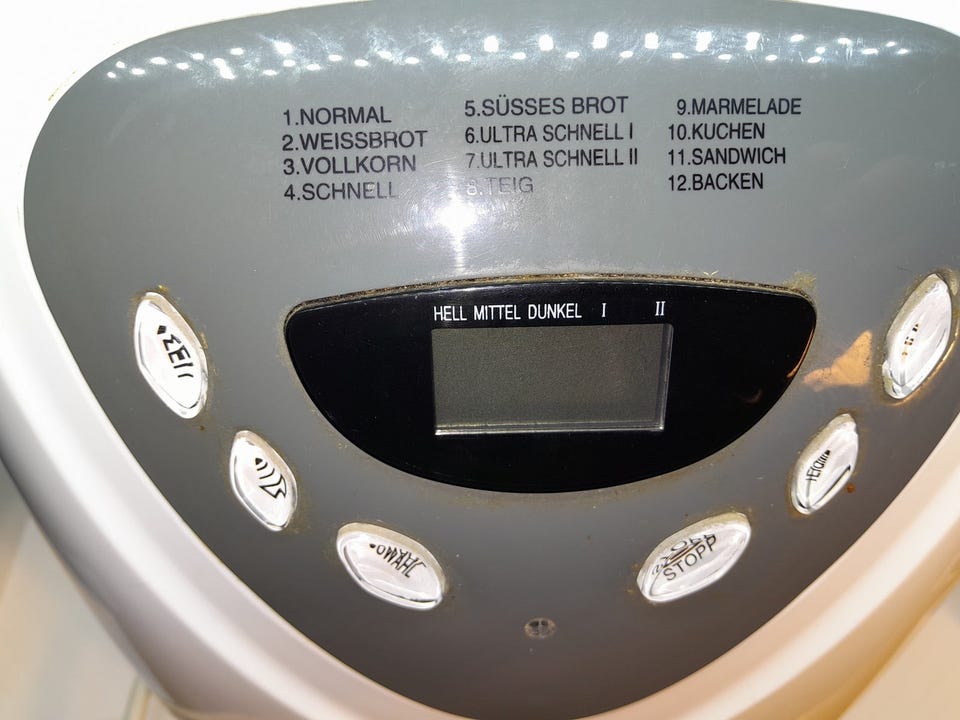 1.NORMAL
2.WEISSBROT
3.VOLLKORN
4.SCHNELL
5.SÜSSES BROT
6.ULTRA SCHNELL I
7.ULTRA SCHNELL II
8.TEIG
9.MARMELADE
10.KUCHEN
11.SANDWICH
12.BACKEN
HELL MITTEL DUNKEL I II
STOPP